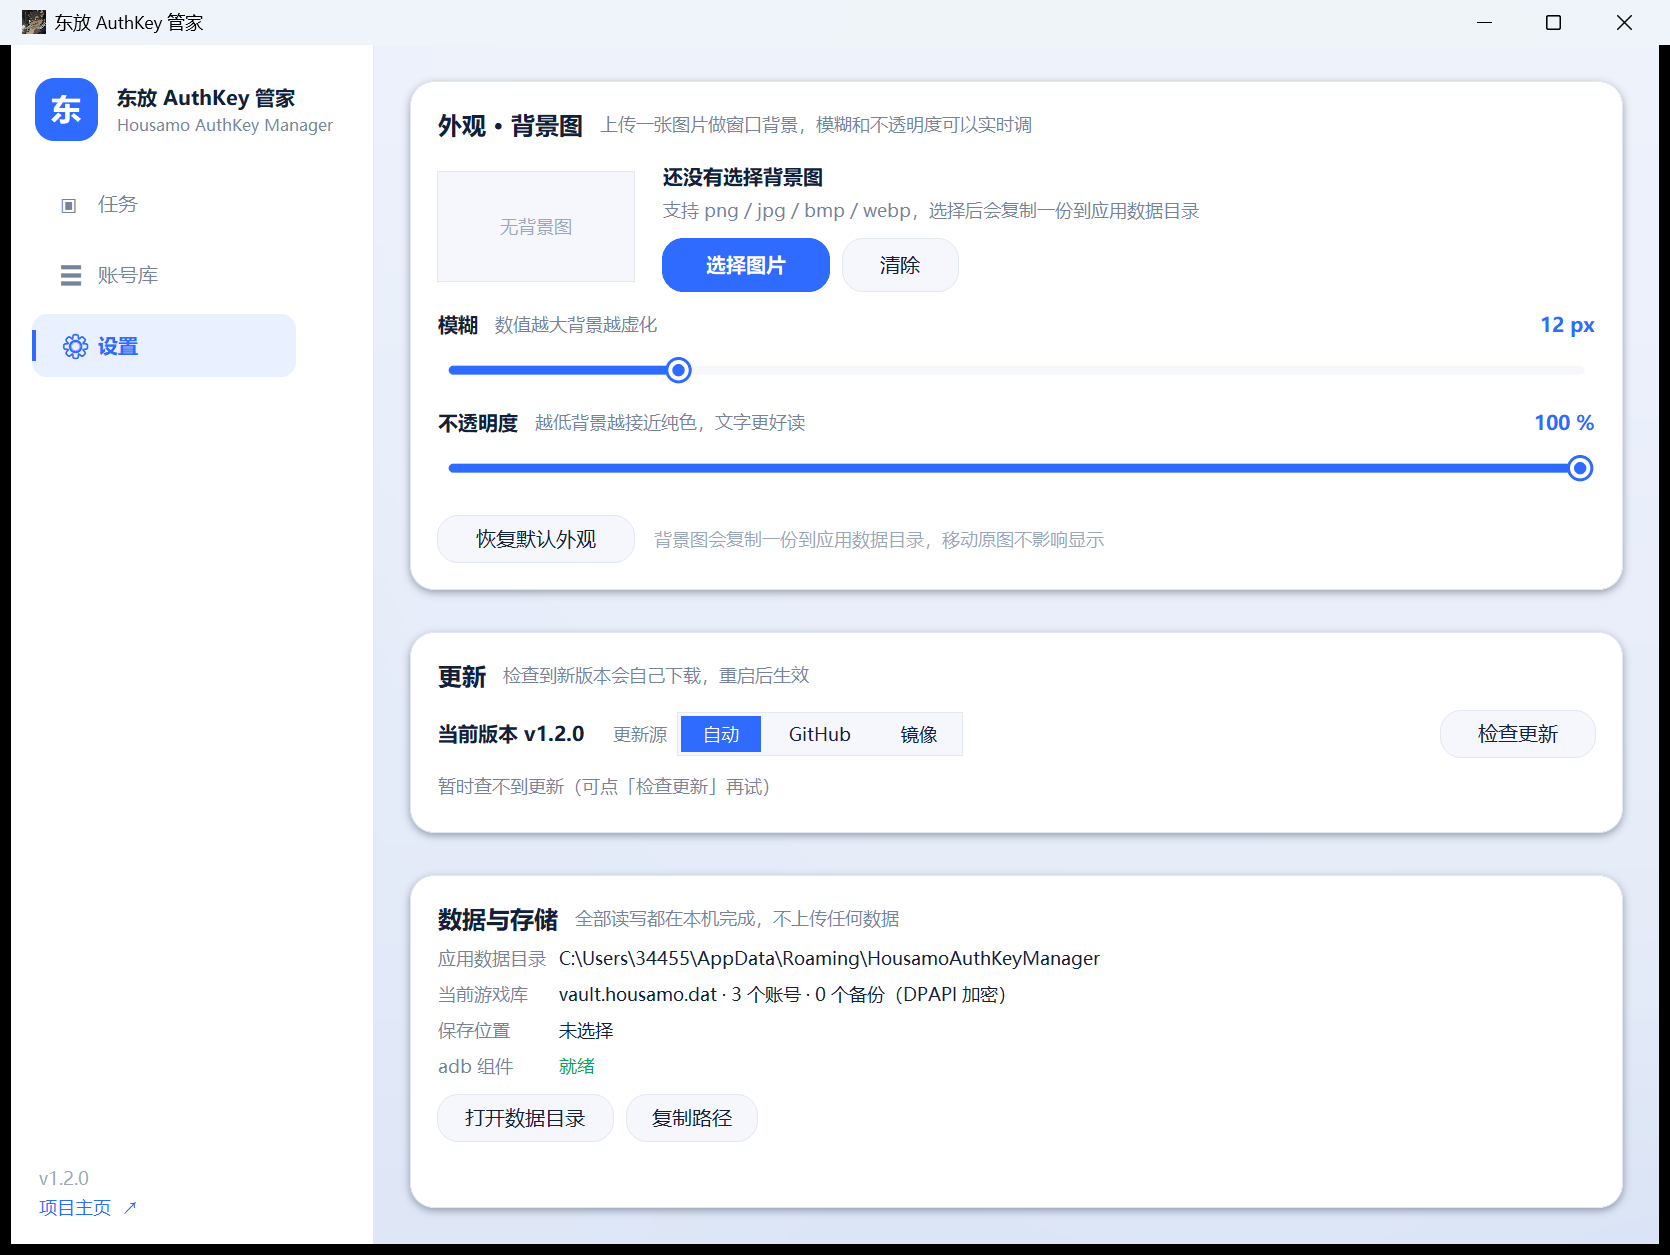 东放 AuthKey 管家
东
东放 AuthKey 管家
Housamo AuthKey Manager
任务
账号库
设置
v1.2.0
项目主页 ↗
外观 • 背景图 上传一张图片做窗口背景，模糊和不透明度可以实时调
无背景图
还没有选择背景图
支持 png / jpg / bmp / webp，选择后会复制一份到应用数据目录
选择图片 清除
模糊 数值越大背景越虚化 12 px
不透明度 越低背景越接近纯色，文字更好读 100 %
恢复默认外观 背景图会复制一份到应用数据目录，移动原图不影响显示
更新 检查到新版本会自己下载，重启后生效
当前版本 v1.2.0 更新源 自动 GitHub 镜像 检查更新
暂时查不到更新（可点「检查更新」再试）
数据与存储 全部读写都在本机完成，不上传任何数据
应用数据目录 C:\Users\34455\AppData\Roaming\HousamoAuthKeyManager
当前游戏库 vault.housamo.dat · 3 个账号 · 0 个备份（DPAPI 加密）
保存位置 未选择
adb 组件 就绪
打开数据目录 复制路径